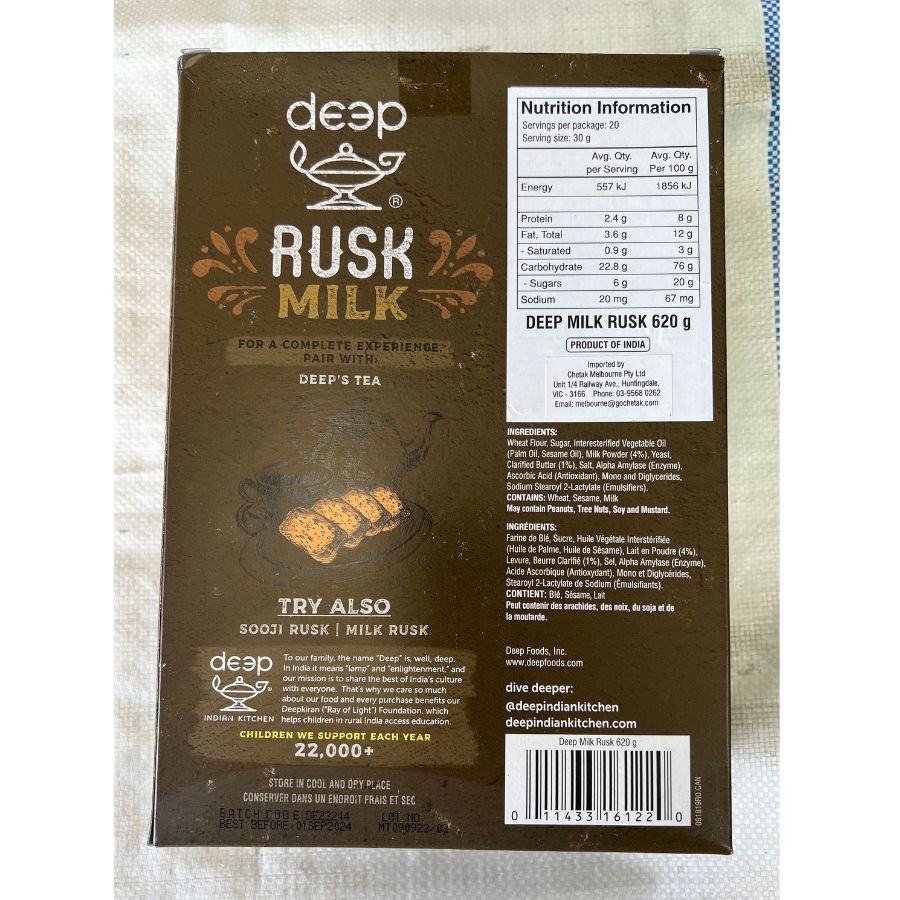 deep
®
RUSK
MILK
FOR A COMPLETE EXPERIENCE,
PAIR WITH:
DEEP'S TEA
TRY ALSO
SOOJI RUSK | MILK RUSK
deep
®
INDIAN KITCHEN
To our family, the name "Deep" is, well, deep.
In India it means "lamp" and "enlightenment," and
our mission is to share the best of India's culture
with everyone. That's why we care so much
about our food and every purchase benefits our
Deepkiran ("Ray of Light") Foundation, which
helps children in rural India access education.
CHILDREN WE SUPPORT EACH YEAR
22,000+
STORE IN COOL AND DRY PLACE
CONSERVER DANS UN ENDROIT FRAIS ET SEC
BATCH CODE:DE23244 LOT NO.
BEST BEFORE:01SEP2024 MT090923/03
Nutrition Information
Servings per package: 20
Serving size: 30 g
Avg. Qty. Avg. Qty.
per Serving Per 100 g
Energy 557 kJ 1856 kJ
Protein 2.4 g 8 g
Fat, Total 3.6 g 12 g
- Saturated 0.9 g 3 g
Carbohydrate 22.8 g 76 g
- Sugars 6 g 20 g
Sodium 20 mg 67 mg
DEEP MILK RUSK 620 g
PRODUCT OF INDIA
Imported by
Chetak Melbourne Pty Ltd
Unit 1/4 Railway Ave., Huntingdale,
VIC - 3166 Phone: 03-9568 0262
Email: melbourne@gochetak.com
INGREDIENTS:
Wheat Flour, Sugar, Interesterified Vegetable Oil
(Palm Oil, Sesame Oil), Milk Powder (4%), Yeast,
Clarified Butter (1%), Salt, Alpha Amylase (Enzyme),
Ascorbic Acid (Antioxidant), Mono and Diglycerides,
Sodium Stearoyl 2-Lactylate (Emulsifiers).
CONTAINS: Wheat, Sesame, Milk
May contain Peanuts, Tree Nuts, Soy and Mustard.
INGRÉDIENTS:
Farine de Blé, Sucre, Huile Végétale Interstérifiée
(Huile de Palme, Huile de Sésame), Lait en Poudre (4%),
Levure, Beurre Clarifié (1%), Sel, Alpha Amylase (Enzyme),
Acide Ascorbique (Antioxydant), Mono et Diglycérides,
Stearoyl 2-Lactylate de Sodium (Émulsifiants).
CONTIENT: Blé, Sésame, Lait
Peut contenir des arachides, des noix, du soja et de
la moutarde.
Deep Foods, Inc.
www.deepfoods.com
dive deeper:
@deepindiankitchen
deepindiankitchen.com
Deep Milk Rusk 620 g
0 11433 16122 0
091819R0.CAN